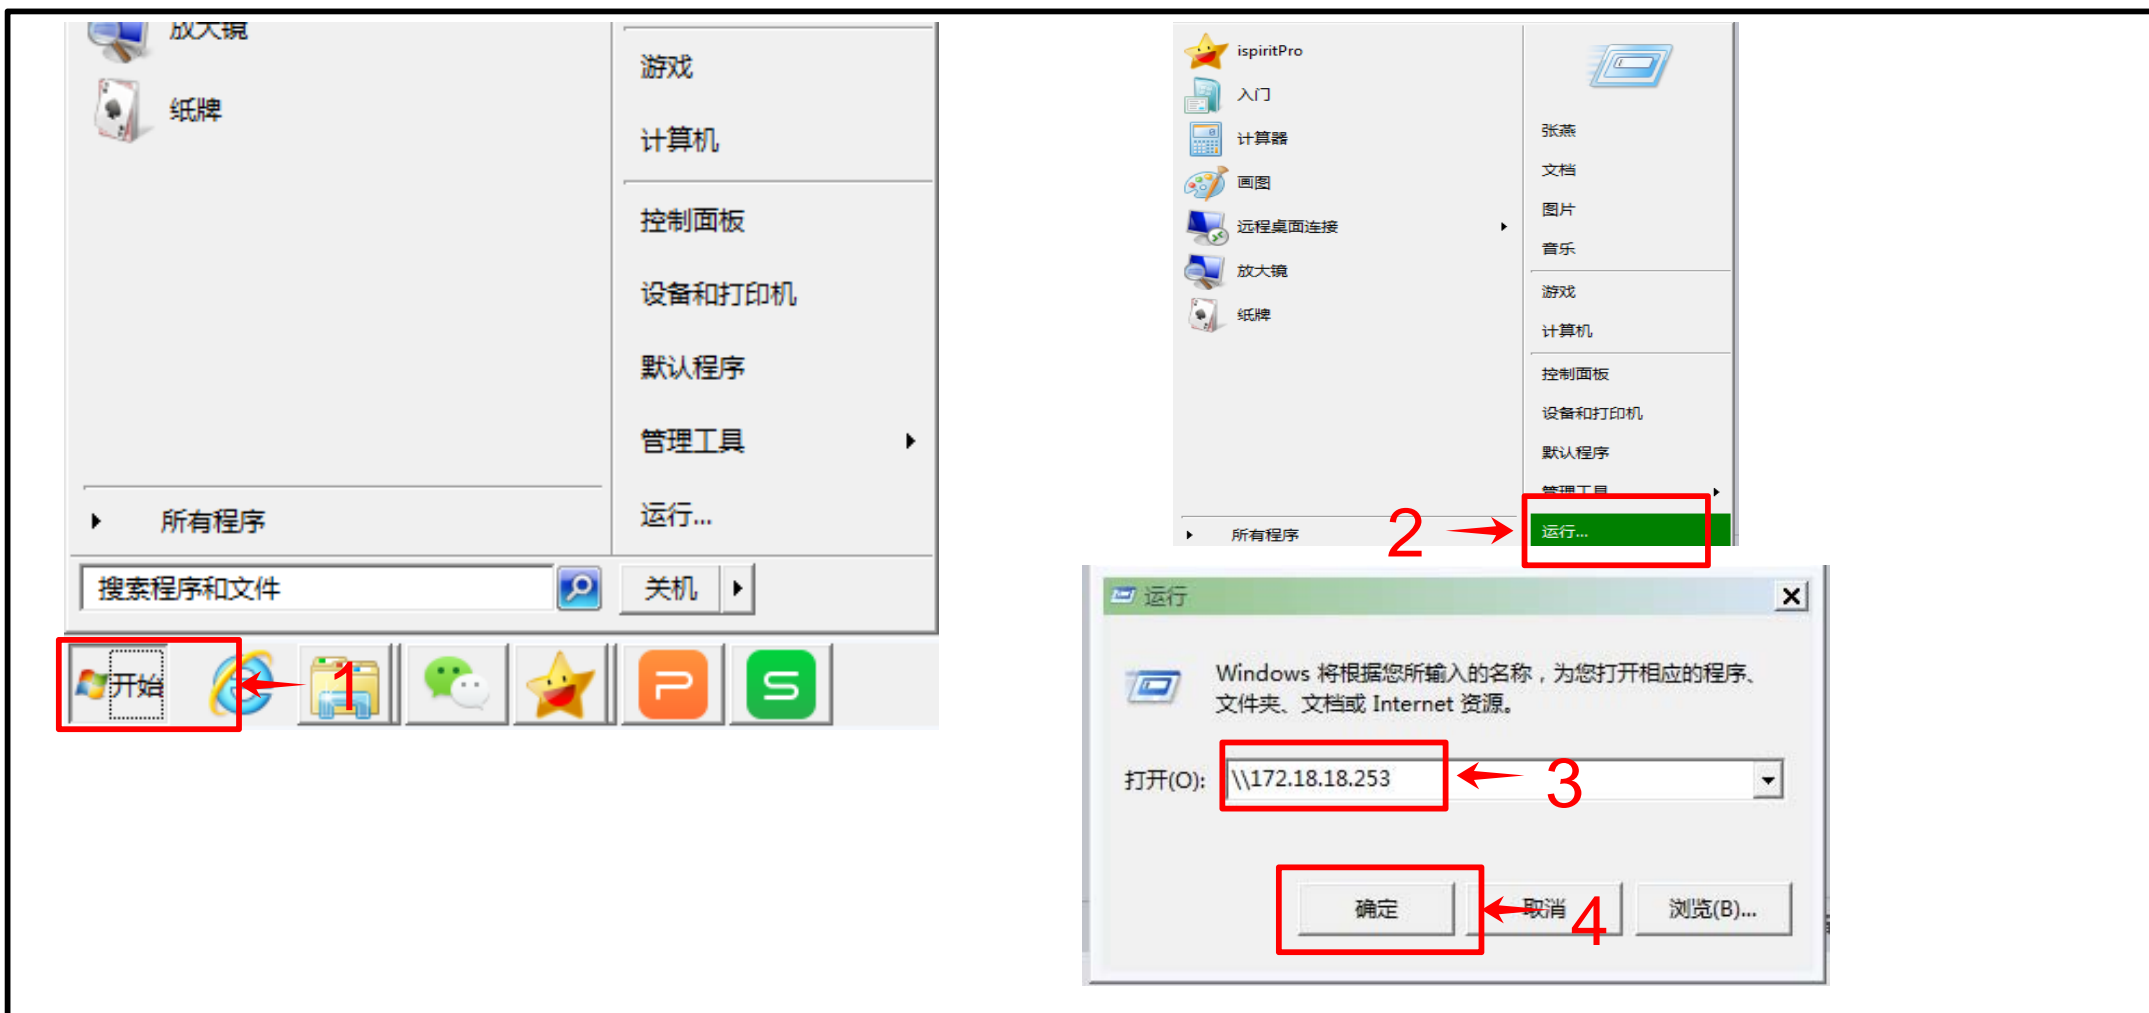 放大镜
纸牌
游戏
计算机
控制面板
设备和打印机
默认程序
管理工具
运行...
所有程序
搜索程序和文件
关机
开始
1
ispiritPro
入门
计算器
画图
远程桌面连接
放大镜
纸牌
所有程序
张燕
文档
图片
音乐
游戏
计算机
控制面板
设备和打印机
默认程序
管理工具
运行...
2
运行
Windows 将根据您所输入的名称，为您打开相应的程序、
文件夹、文档或 Internet 资源。
打开(O): \\172.18.18.253
3
确定 取消 浏览(B)...
4